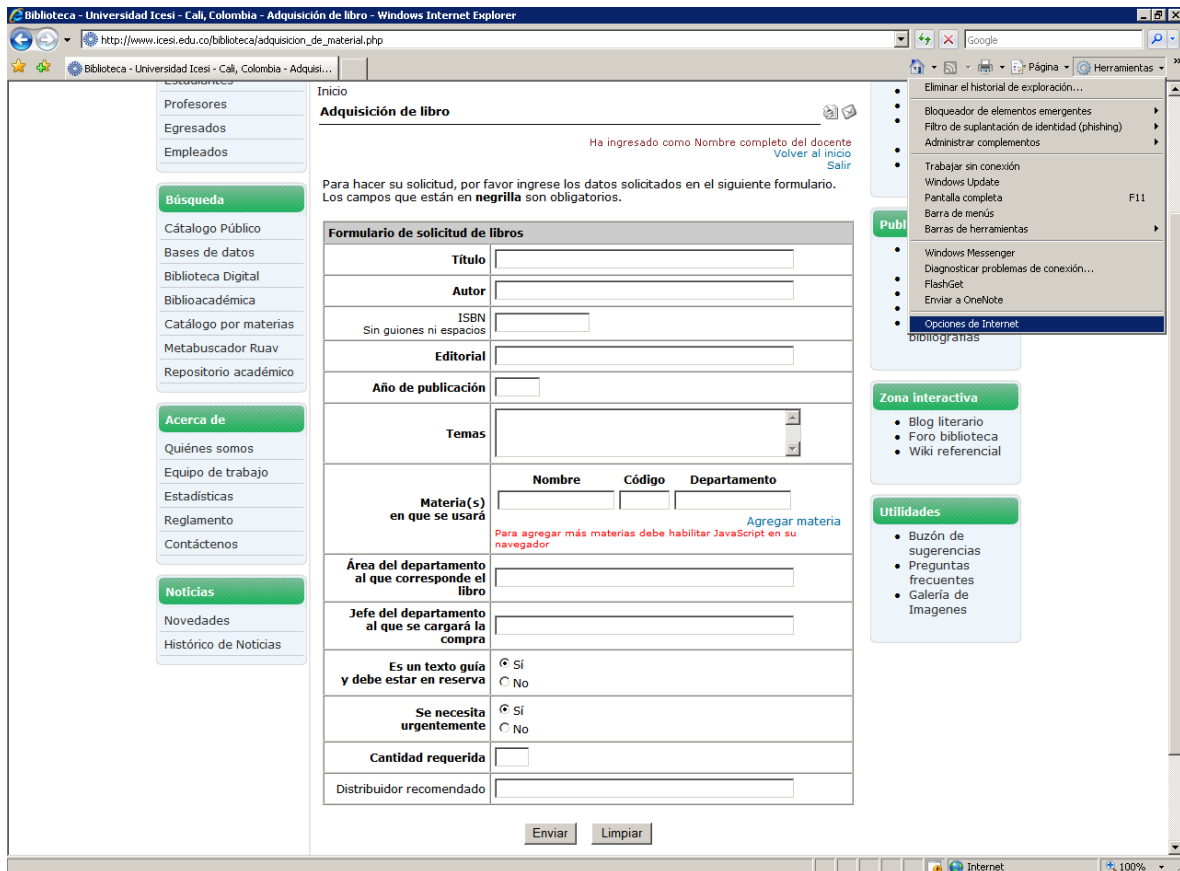 Biblioteca - Universidad Icesi - Cali, Colombia - Adquisición de libro - Windows Internet Explorer
http://www.icesi.edu.co/biblioteca/adquisicion_de_material.php
Google
Biblioteca - Universidad Icesi - Cali, Colombia - Adquisi...
Página
Herramientas
Estudiantes
Profesores
Egresados
Empleados
Búsqueda
Cátalogo Público
Bases de datos
Biblioteca Digital
Biblioacadémica
Catálogo por materias
Metabuscador Ruav
Repositorio académico
Acerca de
Quiénes somos
Equipo de trabajo
Estadísticas
Reglamento
Contáctenos
Noticias
Novedades
Histórico de Noticias
Inicio
Adquisición de libro
Ha ingresado como Nombre completo del docente
Volver al inicio
Salir
Para hacer su solicitud, por favor ingrese los datos solicitados en el siguiente formulario.
Los campos que están en negrilla son obligatorios.
Formulario de solicitud de libros
Título
Autor
ISBN
Sin guiones ni espacios
Editorial
Año de publicación
Temas
Materia(s)
en que se usará
Nombre Código Departamento
Agregar materia
Para agregar más materias debe habilitar JavaScript en su
navegador
Área del departamento
al que corresponde el
libro
Jefe del departamento
al que se cargará la
compra
Es un texto guía
y debe estar en reserva
Sí
No
Se necesita
urgentemente
Sí
No
Cantidad requerida
Distribuidor recomendado
Enviar Limpiar
Eliminar el historial de exploración...
Bloqueador de elementos emergentes
Filtro de suplantación de identidad (phishing)
Administrar complementos
Trabajar sin conexión
Windows Update
Pantalla completa F11
Barra de menús
Barras de herramientas
Windows Messenger
Diagnosticar problemas de conexión...
FlashGet
Enviar a OneNote
Opciones de Internet
Publ
bibliografías
Zona interactiva
Blog literario
Foro biblioteca
Wiki referencial
Utilidades
Buzón de
sugerencias
Preguntas
frecuentes
Galería de
Imagenes
Internet
100%